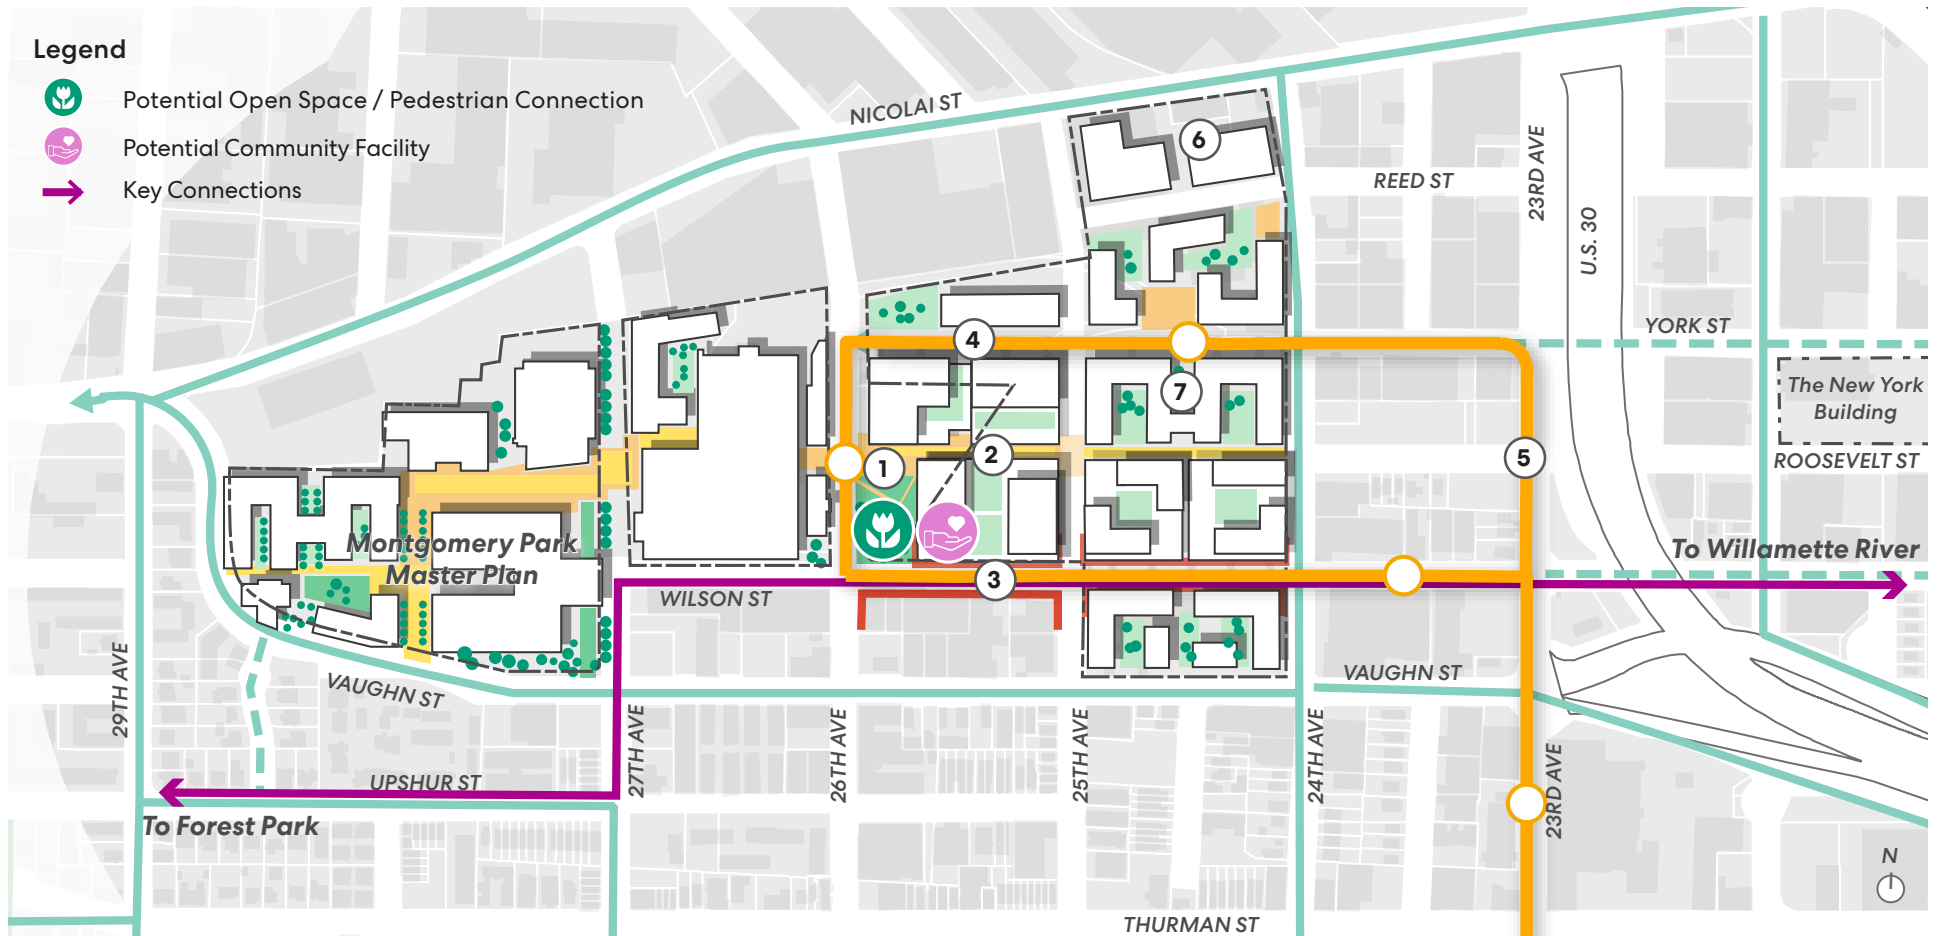 Legend
Potential Open Space / Pedestrian Connection
Potential Community Facility
Key Connections
NICOLAI ST
6
REED ST
23RD AVE
U.S. 30
YORK ST
4
7
The New York
Building
ROOSEVELT ST
1
2
5
Montgomery Park
Master Plan
3
To Willamette River
WILSON ST
29TH AVE
VAUGHN ST
VAUGHN ST
27TH AVE
26TH AVE
25TH AVE
24TH AVE
23RD AVE
UPSHUR ST
To Forest Park
THURMAN ST
N